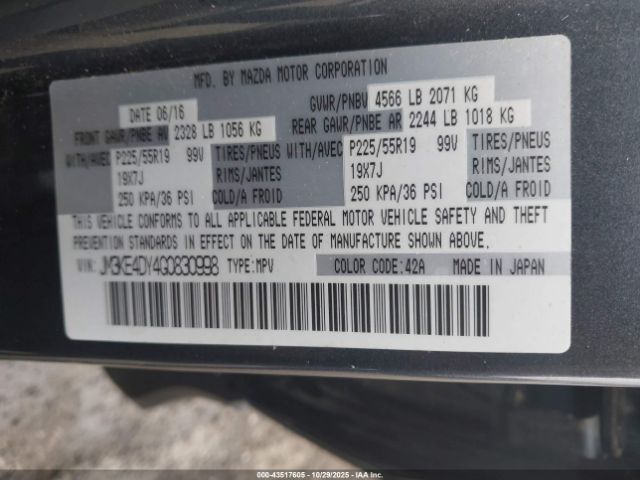 MFD. BY MAZDA MOTOR CORPORATION
DATE 06/16 GVWR/PNBV 4566 LB 2071 KG
FRONT GAWR/PNBE AV 2328 LB 1056 KG REAR GAWR/PNBE AR 2244 LB 1018 KG
WITH/AVEC P225/55R19 99V TIRES/PNEUS WITH/AVEC P225/55R19 99V TIRES/PNEUS
19X7J RIMS/JANTES 19X7J RIMS/JANTES
250 KPA/36 PSI COLD/A FROID 250 KPA/36 PSI COLD/A FROID
THIS VEHICLE CONFORMS TO ALL APPLICABLE FEDERAL MOTOR VEHICLE SAFETY AND THEFT
PREVENTION STANDARDS IN EFFECT ON THE DATE OF MANUFACTURE SHOWN ABOVE.
VIN: JM3KE4DY4G0830998 TYPE:MPV COLOR CODE:42A MADE IN JAPAN
© - 43517605 - 10/29/2025 - IAAI.COM